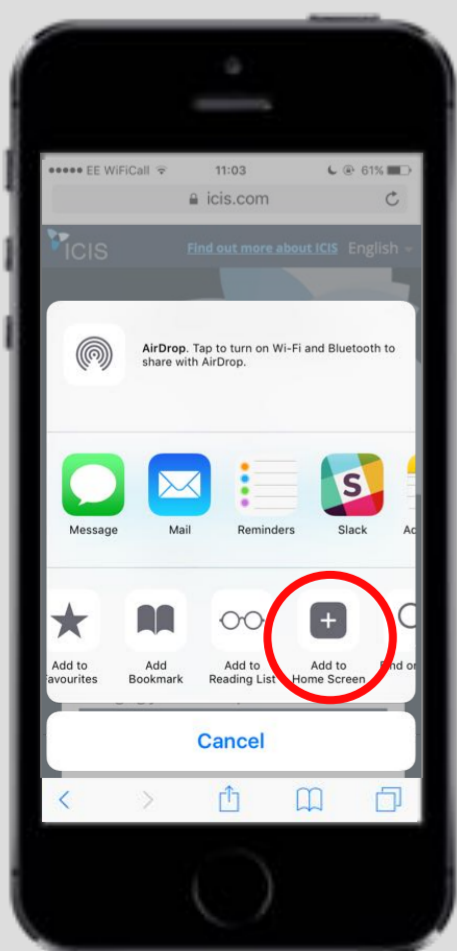 EE WiFiCall 11:03 61%
icis.com
ICIS Find out more about ICIS English
AirDrop. Tap to turn on Wi-Fi and Bluetooth to
share with AirDrop.
Message Mail Reminders Slack
S
Add to Add Add to Add to
Favourites Bookmark Reading List Home Screen
Cancel